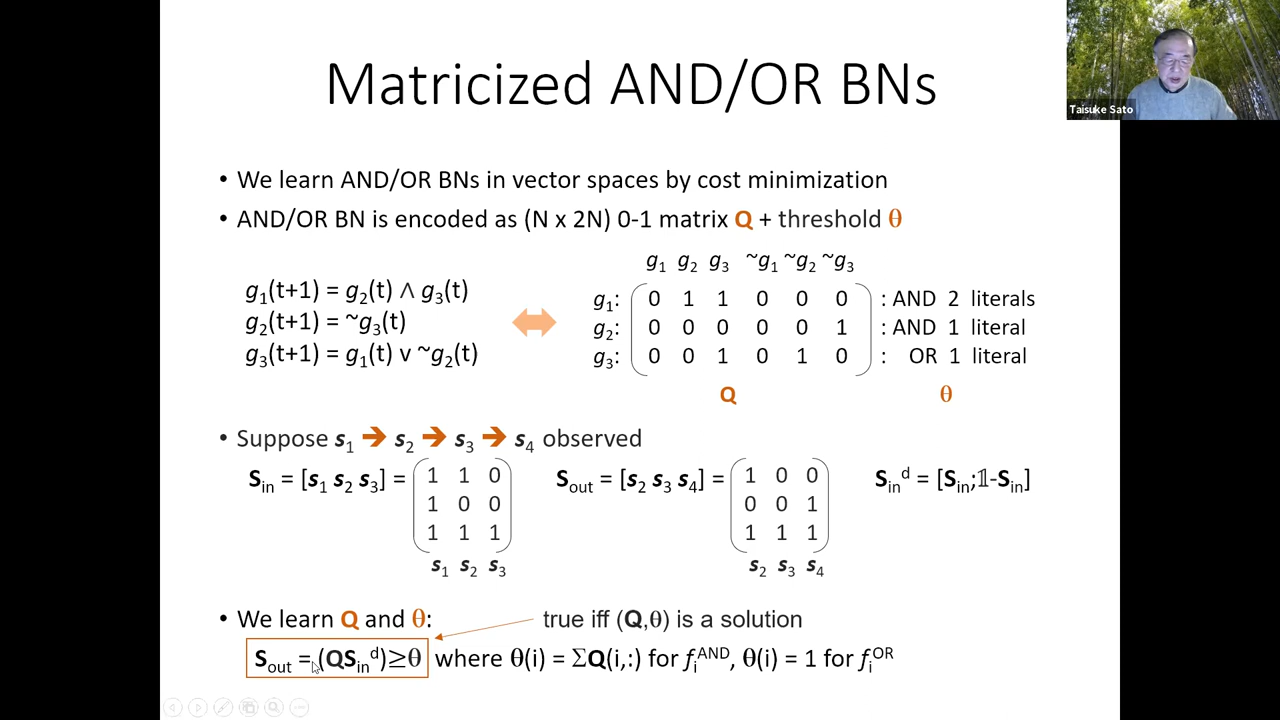 Matricized AND/OR BNs
Taisuke Sato
• We learn AND/OR BNs in vector spaces by cost minimization
• AND/OR BN is encoded as (N x 2N) 0-1 matrix Q + threshold θ
g₁(t+1) = g₂(t) ∧ g₃(t)
g₂(t+1) = ~g₃(t)
g₃(t+1) = g₁(t) v ~g₂(t)
g₁ g₂ g₃ ~g₁ ~g₂ ~g₃
g₁: 0 1 1 0 0 0 : AND 2 literals
g₂: 0 0 0 0 0 1 : AND 1 literal
g₃: 0 0 1 0 1 0 : OR 1 literal
Q θ
• Suppose s₁ ➔ s₂ ➔ s₃ ➔ s₄ observed
1 1 0 1 0 0
S_in = [s₁ s₂ s₃] = S_out = [s₂ s₃ s₄] = S_in^d = [S_in;𝟙-S_in]
1 0 0 0 0 1
1 1 1 1 1 1
s₁ s₂ s₃ s₂ s₃ s₄
• We learn Q and θ: true iff (Q,θ) is a solution
S_out = (QS_in^d)≥θ where θ(i) = ΣQ(i,:) for f_i^AND, θ(i) = 1 for f_i^OR